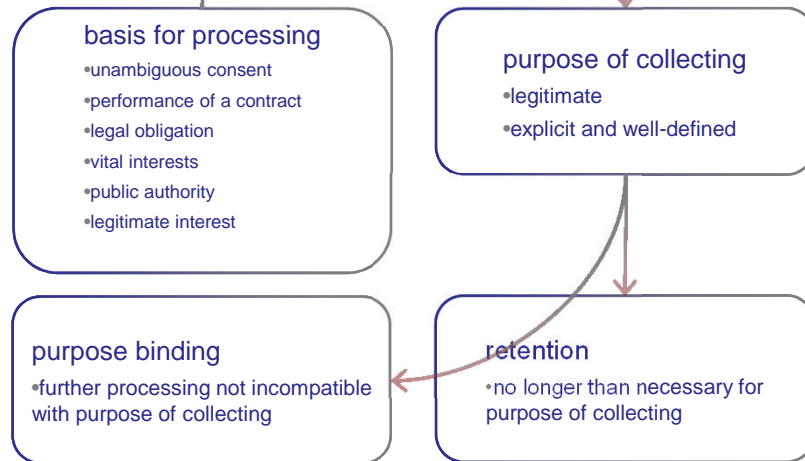 basis for processing
•unambiguous consent
•performance of a contract
•legal obligation
•vital interests
•public authority
•legitimate interest
purpose of collecting
•legitimate
•explicit and well-defined
purpose binding
•further processing not incompatible
with purpose of collecting
retention
•no longer than necessary for
purpose of collecting